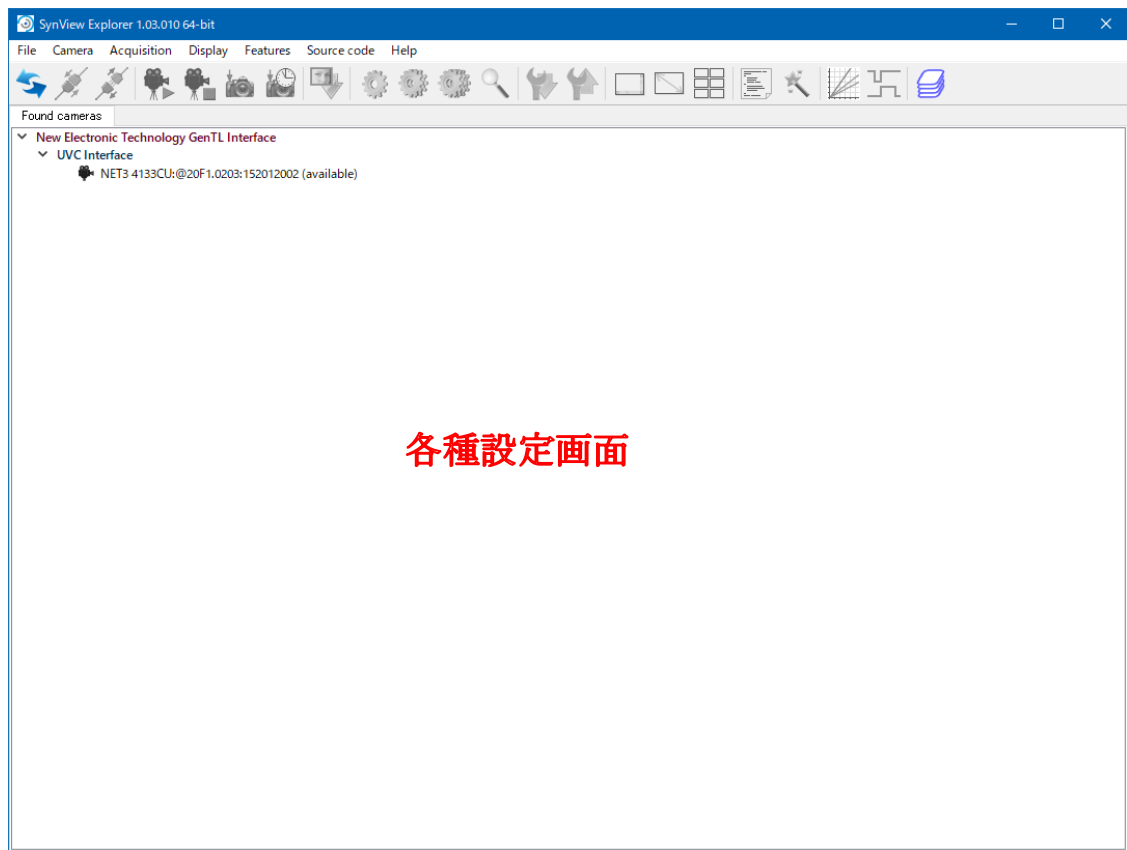 SynView Explorer 1.03.010 64-bit
File Camera Acquisition Display Features Source code Help
Found cameras
New Electronic Technology GenTL Interface
UVC Interface
NET3 4133CU:@20F1.0203:152012002 (available)
各種設定画面